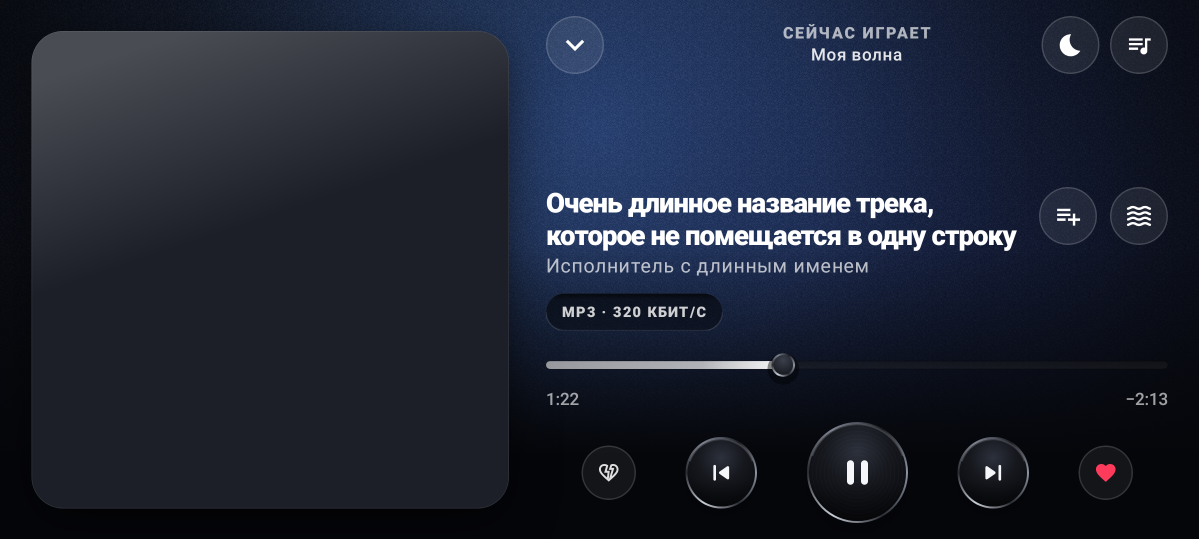 СЕЙЧАС ИГРАЕТ
Моя волна
Очень длинное название трека,
которое не помещается в одну строку
Исполнитель с длинным именем
MP3 · 320 КБИТ/С
1:22
−2:13